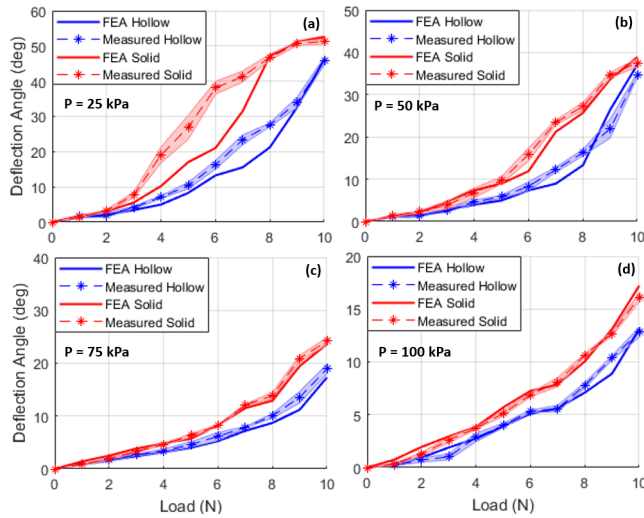 (a)
FEA Hollow
Measured Hollow
FEA Solid
Measured Solid
P = 25 kPa
Deflection Angle (deg)
60
50
40
30
20
10
0
0 2 4 6 8 10
(b)
FEA Hollow
Measured Hollow
FEA Solid
Measured Solid
P = 50 kPa
50
40
30
20
10
0
0 2 4 6 8 10
(c)
FEA Hollow
Measured Hollow
FEA Solid
Measured Solid
P = 75 kPa
Deflection Angle (deg)
40
30
20
10
0
0 2 4 6 8 10
Load (N)
(d)
FEA Hollow
Measured Hollow
FEA Solid
Measured Solid
P = 100 kPa
20
15
10
5
0
0 2 4 6 8 10
Load (N)